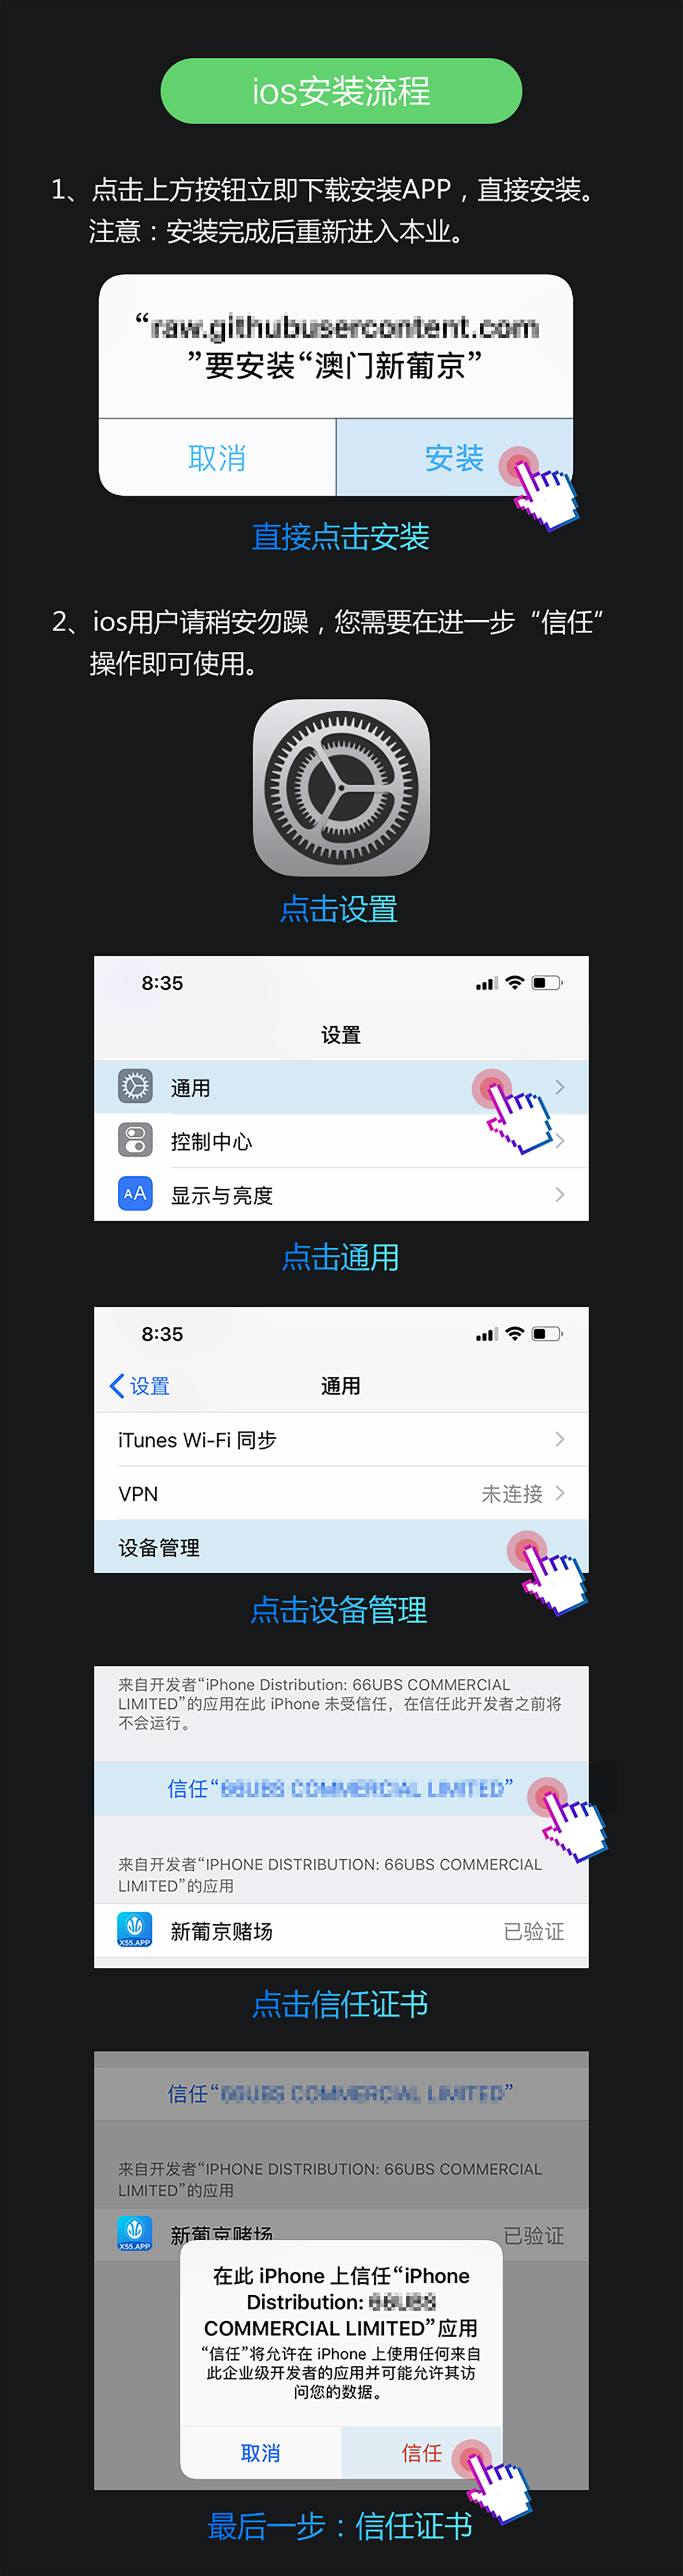 ios安装流程
1、点击上方按钮立即下载安装APP，直接安装。
注意：安装完成后重新进入本业。
“raw.githubusercontent.com
”要安装“澳门新葡京”
取消
安装
直接点击安装
2、ios用户请稍安勿躁，您需要在进一步“信任”
操作即可使用。
点击设置
8:35
设置
通用
控制中心
AA
显示与亮度
点击通用
8:35
设置
通用
iTunes Wi-Fi 同步
VPN
未连接
设备管理
点击设备管理
来自开发者“iPhone Distribution: 66UBS COMMERCIAL
LIMITED”的应用在此 iPhone 未受信任，在信任此开发者之前将
不会运行。
信任“66UBS COMMERCIAL LIMITED”
来自开发者“IPHONE DISTRIBUTION: 66UBS COMMERCIAL
LIMITED”的应用
X55.APP
新葡京赌场
已验证
点击信任证书
信任“66UBS COMMERCIAL LIMITED”
来自开发者“IPHONE DISTRIBUTION: 66UBS COMMERCIAL
LIMITED”的应用
X55.APP
新葡京赌场
已验证
在此 iPhone 上信任“iPhone
Distribution: 66UBS
COMMERCIAL LIMITED”应用
“信任”将允许在 iPhone 上使用任何来自
此企业级开发者的应用并可能允许其访
问您的数据。
取消
信任
最后一步：信任证书